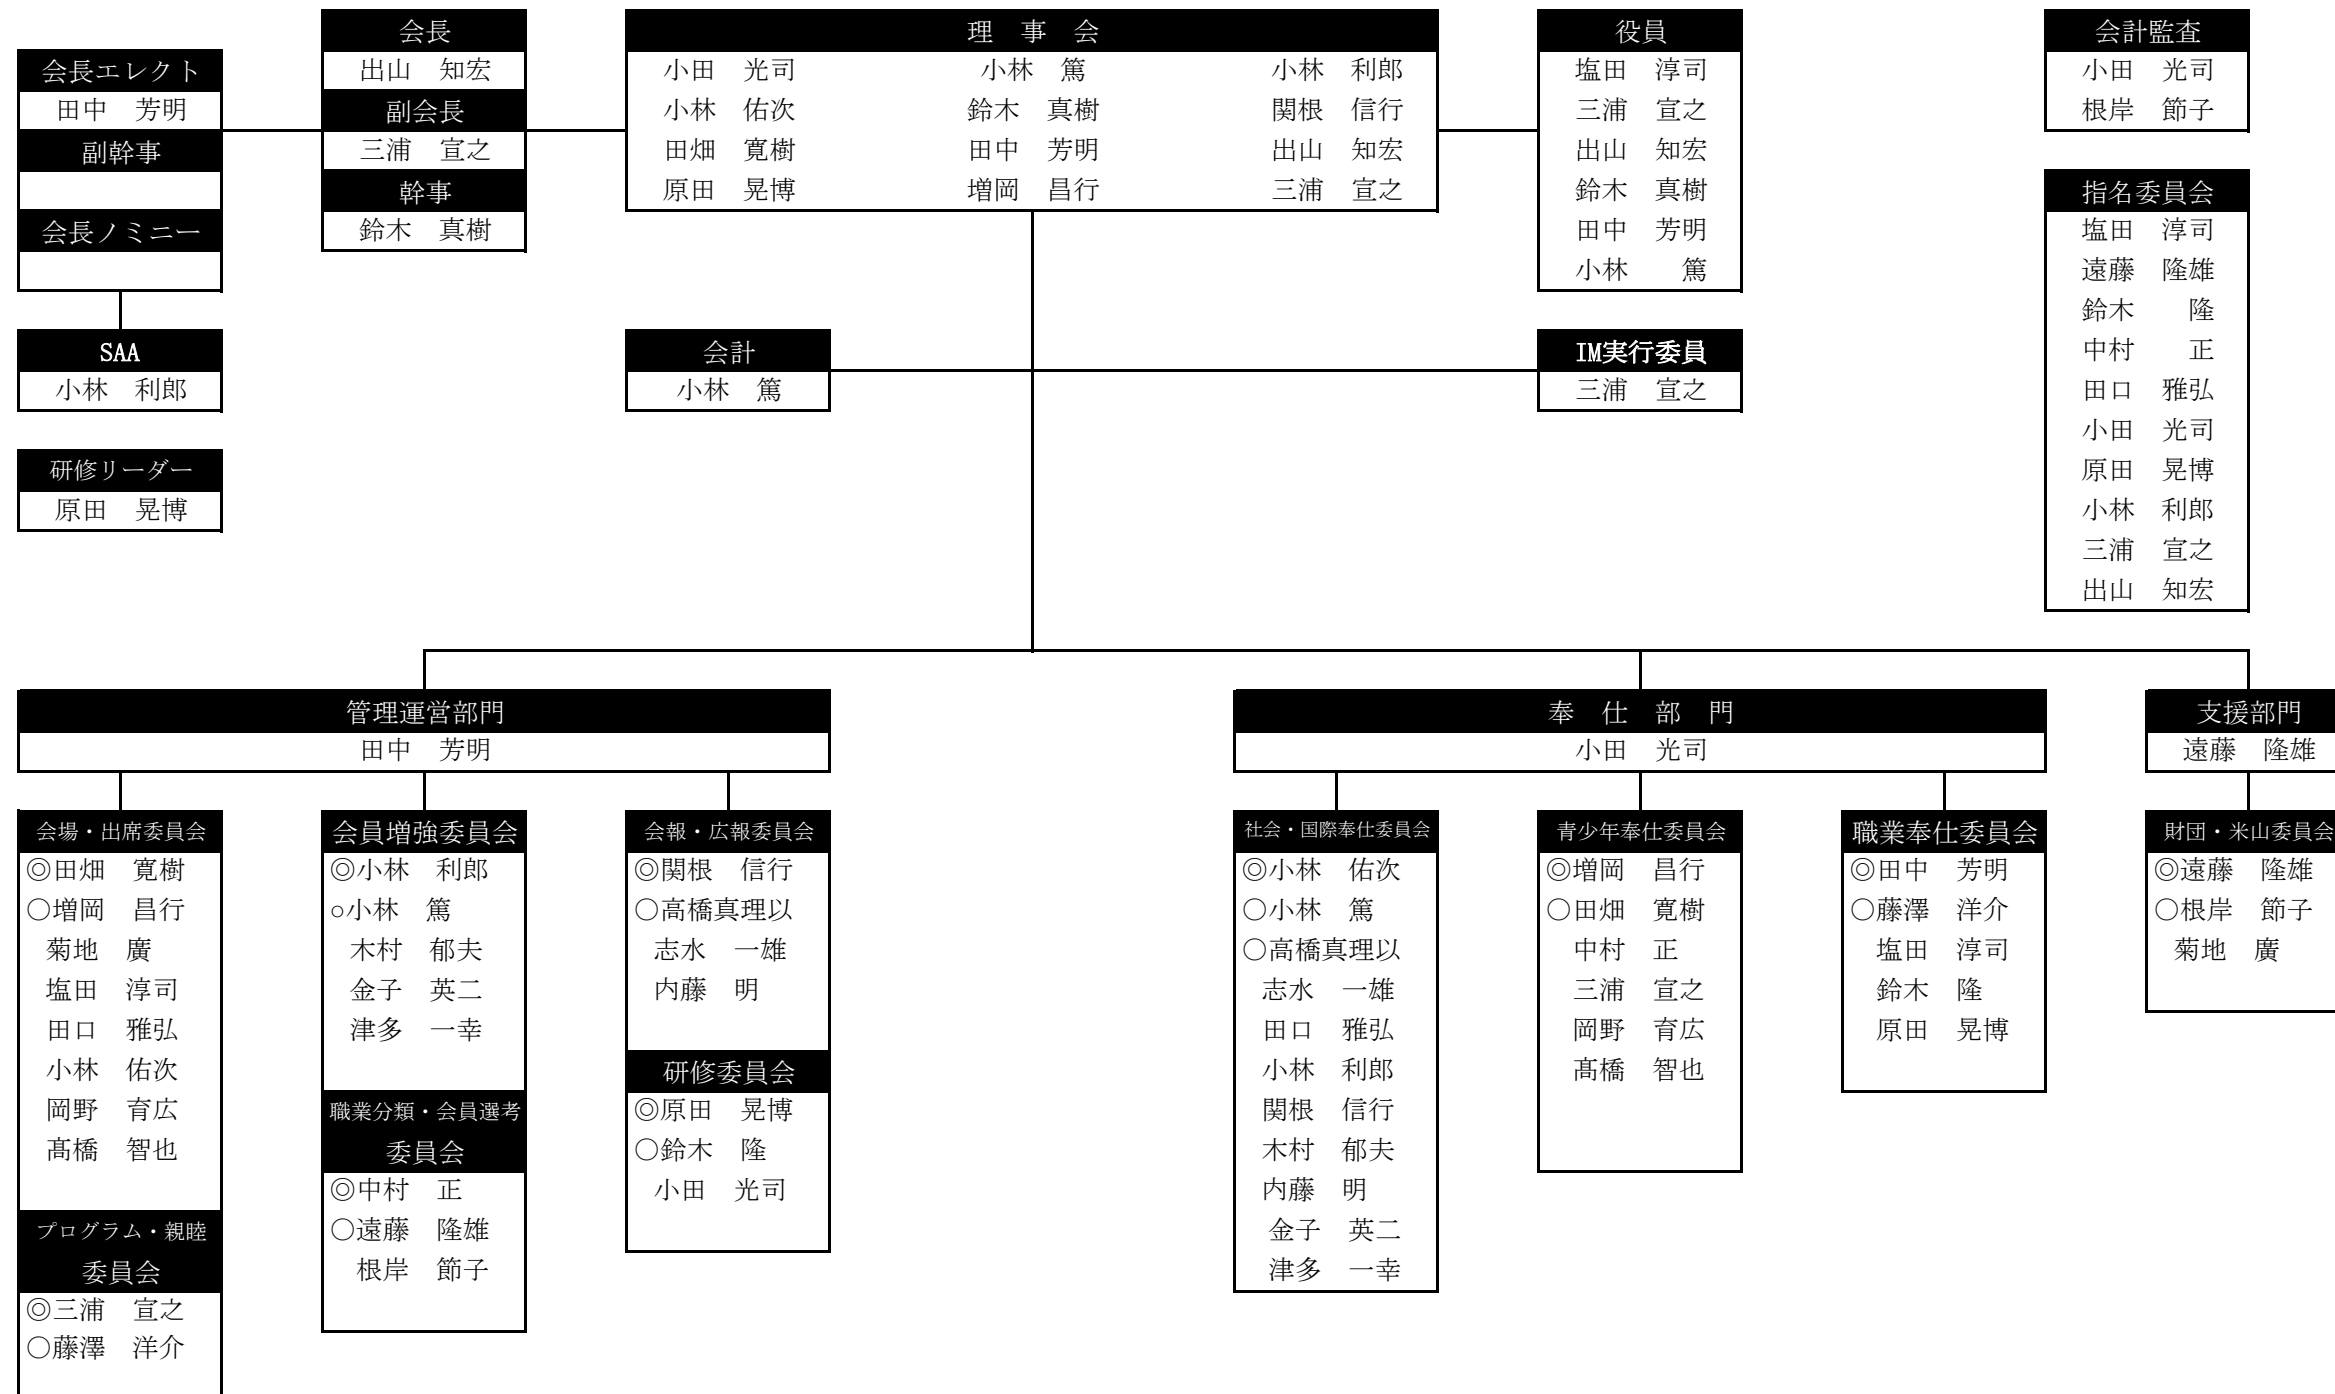 会長エレクト
田中　芳明
副幹事
会長ノミニー
会長
出山　知宏
副会長
三浦　宣之
幹事
鈴木　真樹
理　事　会
小田　光司　小林　篤　小林　利郎
小林　佑次　鈴木　真樹　関根　信行
田畑　寛樹　田中　芳明　出山　知宏
原田　晃博　増岡　昌行　三浦　宣之
役員
塩田　淳司
三浦　宣之
出山　知宏
鈴木　真樹
田中　芳明
小林　　篤
会計監査
小田　光司
根岸　節子
指名委員会
塩田　淳司
遠藤　隆雄
鈴木　　隆
中村　　正
田口　雅弘
小田　光司
原田　晃博
小林　利郎
三浦　宣之
出山　知宏
SAA
小林　利郎
会計
小林　篤
IM実行委員
三浦　宣之
研修リーダー
原田　晃博
管理運営部門
田中　芳明
会場・出席委員会
◎田畑　寛樹
○増岡　昌行
菊地　廣
塩田　淳司
田口　雅弘
小林　佑次
岡野　育広
髙橋　智也
プログラム・親睦
委員会
◎三浦　宣之
○藤澤　洋介
会員増強委員会
◎小林　利郎
○小林　篤
木村　郁夫
金子　英二
津多　一幸
職業分類・会員選考
委員会
◎中村　正
○遠藤　隆雄
根岸　節子
会報・広報委員会
◎関根　信行
○高橋真理以
志水　一雄
内藤　明
研修委員会
◎原田　晃博
○鈴木　隆
小田　光司
奉　仕　部　門
小田　光司
社会・国際奉仕委員会
◎小林　佑次
○小林　篤
○高橋真理以
志水　一雄
田口　雅弘
小林　利郎
関根　信行
木村　郁夫
内藤　明
金子　英二
津多　一幸
青少年奉仕委員会
◎増岡　昌行
○田畑　寛樹
中村　正
三浦　宣之
岡野　育広
髙橋　智也
職業奉仕委員会
◎田中　芳明
○藤澤　洋介
塩田　淳司
鈴木　隆
原田　晃博
支援部門
遠藤　隆雄
財団・米山委員会
◎遠藤　隆雄
○根岸　節子
菊地　廣